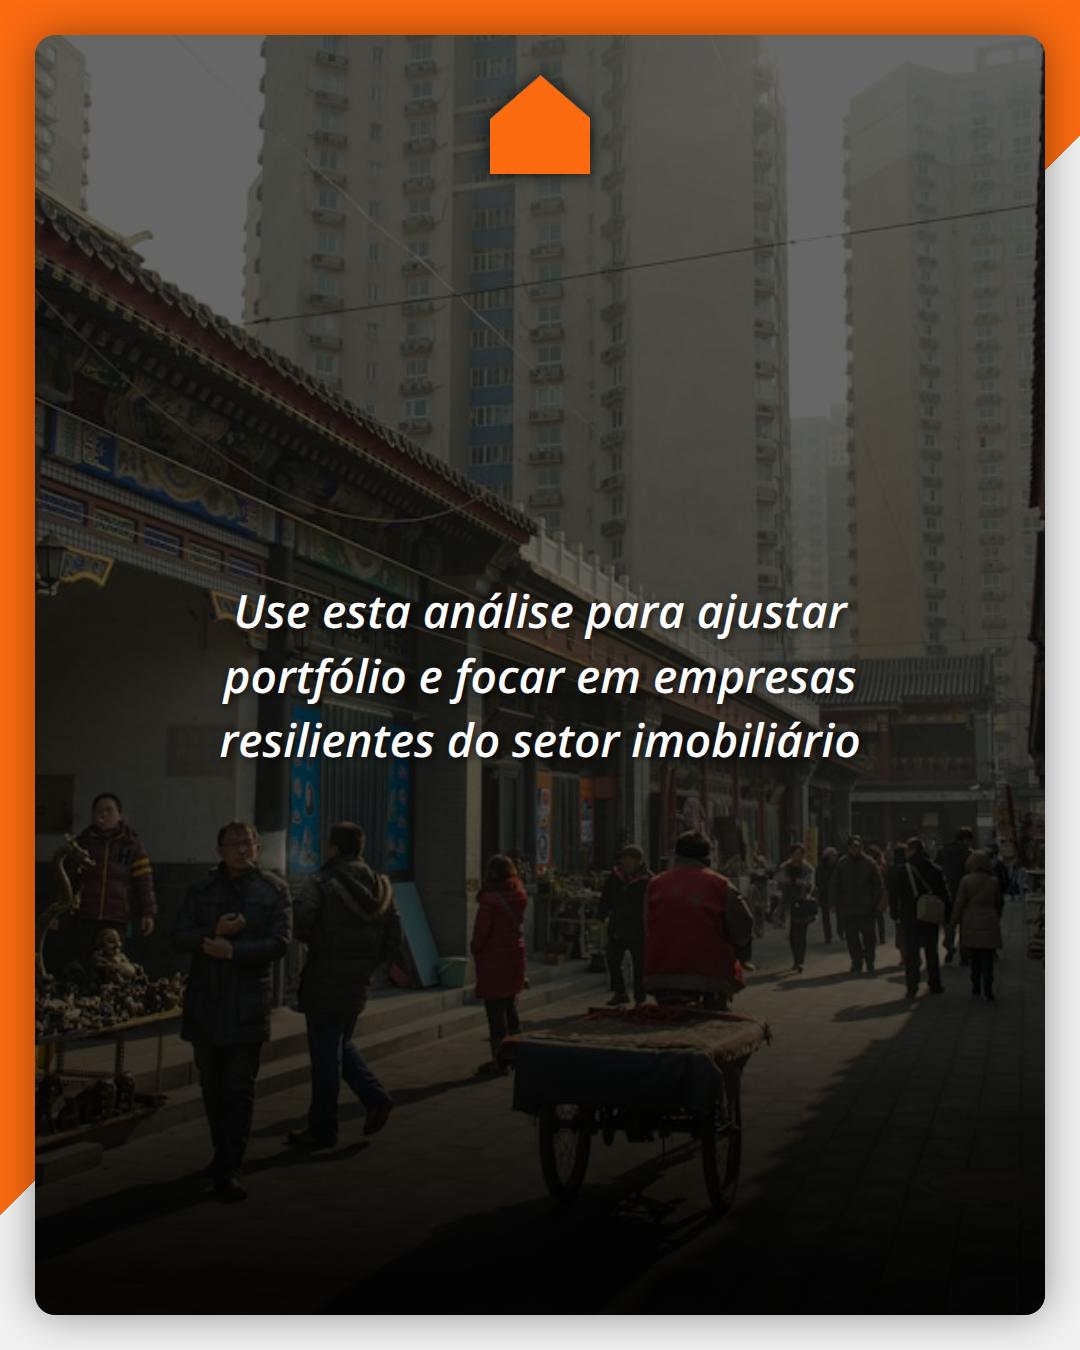 Use esta análise para ajustar
portfólio e focar em empresas
resilientes do setor imobiliário